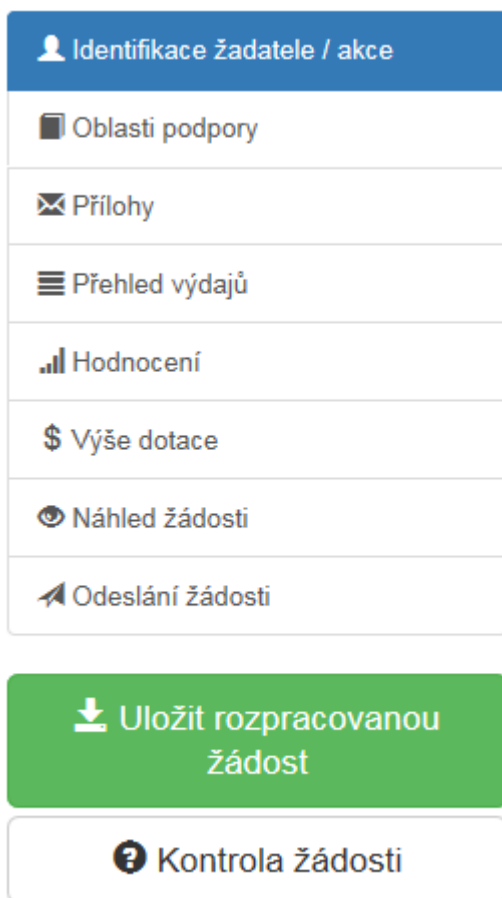 Identifikace žadatele / akce
Oblasti podpory
Přílohy
Přehled výdajů
Hodnocení
$ Výše dotace
Náhled žádosti
Odeslání žádosti
Uložit rozpracovanou
žádost
Kontrola žádosti